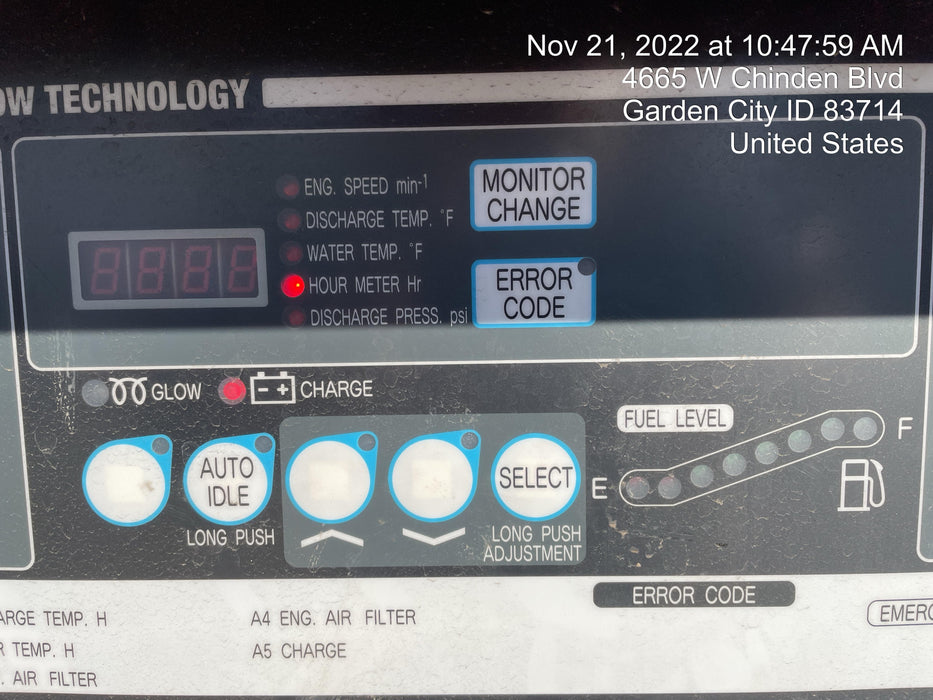 Nov 21, 2022 at 10:47:59 AM
4665 W Chinden Blvd
Garden City ID 83714
United States
OW TECHNOLOGY
ENG. SPEED min-1
DISCHARGE TEMP. °F
WATER TEMP. °F
HOUR METER Hr
DISCHARGE PRESS. psi
MONITOR
CHANGE
ERROR
CODE
GLOW
- +
CHARGE
FUEL LEVEL
E
F
AUTO
IDLE
LONG PUSH
SELECT
LONG PUSH
ADJUSTMENT
ERROR CODE
ARGE TEMP. H
R TEMP. H
. AIR FILTER
A4 ENG. AIR FILTER
A5 CHARGE
EMERG